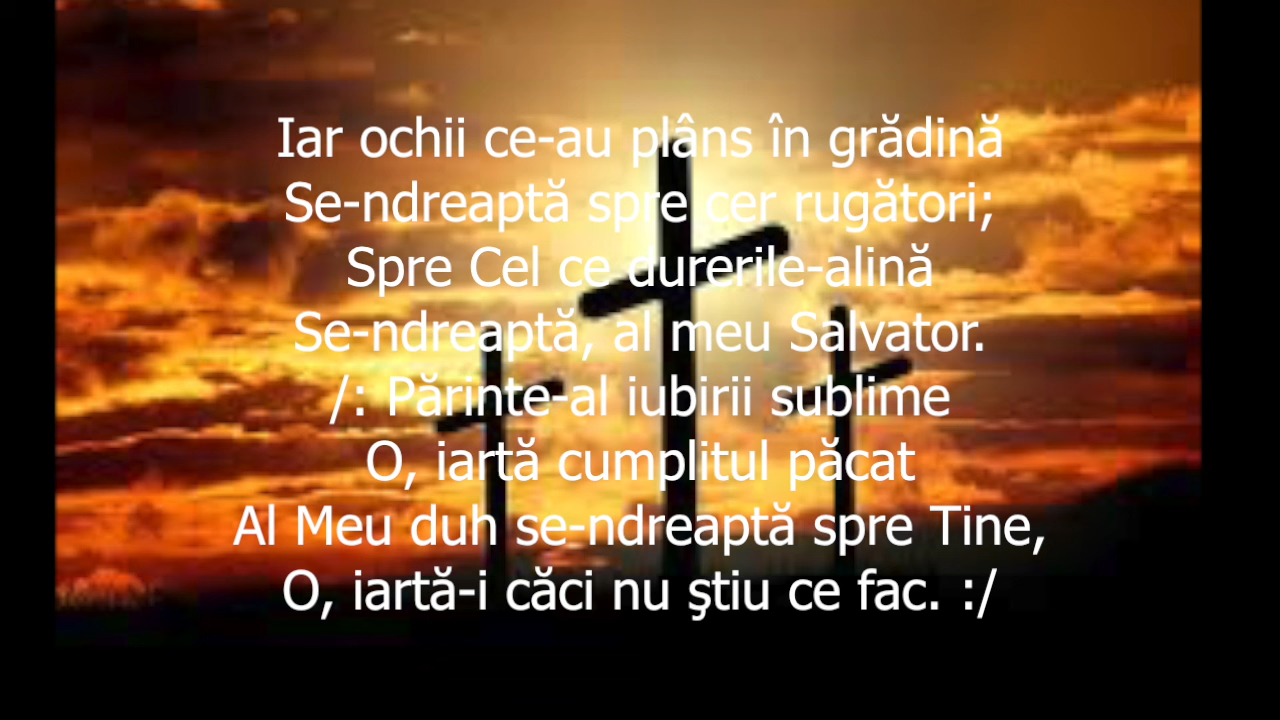 Iar ochii ce-au plâns în grădină
Se-ndreaptă spre cer rugători;
Spre Cel ce durerile-alină
Se-ndreaptă, al meu Salvator.
/: Părinte-al iubirii sublime
O, iartă cumplitul păcat
Al Meu duh se-ndreaptă spre Tine,
O, iartă-i căci nu ştiu ce fac. :/